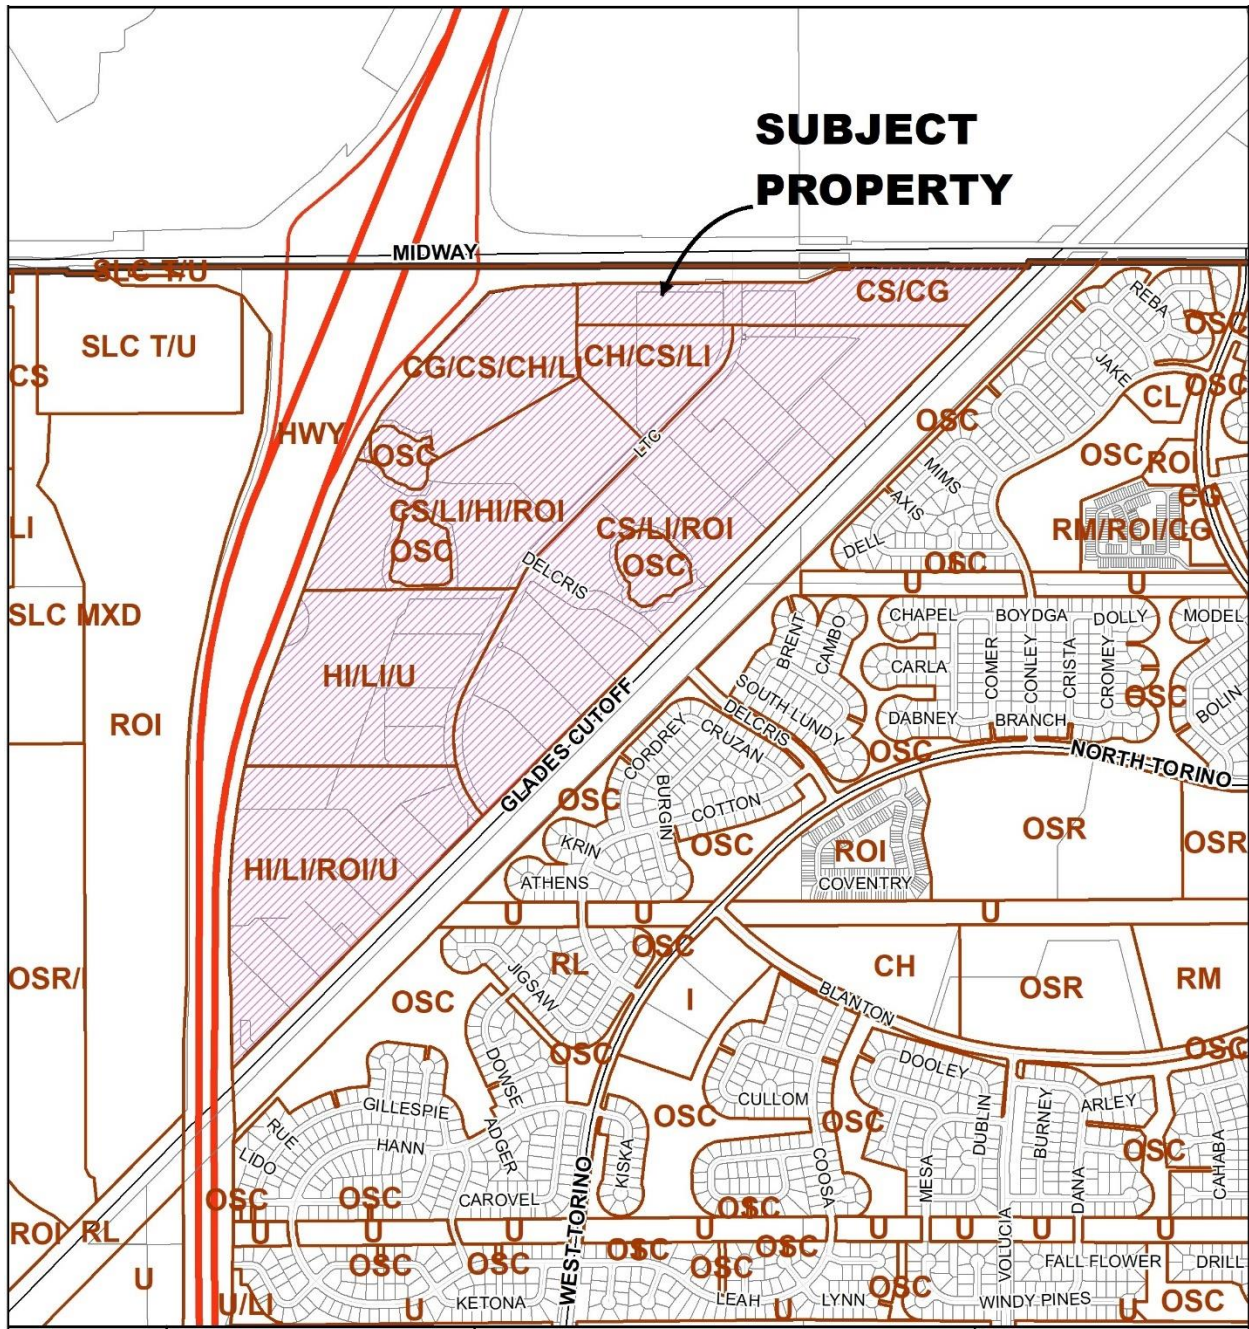 SUBJECT
PROPERTY
MIDWAY
SLC T/U
CS/CG
REBA
OSC
SLC T/U
CG/CS/CH/LI
CH/CS/LI
JAKE
CS
OSC
CL
OSC
HWY
LTC
OSC
OSC
ROI
MIMS
CG
AXIS
CS/LI/HI/ROI
CS/LI/ROI
RM/ROI/CG
LI
DELL
OSC
OSC
OSC
DELCRIS
U
U
SLC MXD
CHAPEL
BOYDGA
DOLLY
MODEL
BRENT
CAMBO
CARLA
COMER
CONLEY
CRISTA
CROMEY
HI/LI/U
SOUTH LUNDY
OSC
BOLIN
ROI
DELCRIS
DABNEY
BRANCH
CORDREY
CRUZAN
OSC
NORTH TORINO
GLADES CUTOFF
OSC
BURGIN
COTTON
OSR
OSR
KRIN
OSC
ROI
HI/LI/ROI/U
ATHENS
COVENTRY
U
U
U
OSC
RL
CH
OSR/I
JIGSAW
OSC
I
BLANTON
OSR
RM
OSC
DOWSE
OSC
DOOLEY
GILLESPIE
CULLOM
OSC
OSC
DUBLIN
BURNEY
ARLEY
RUE
HANN
ADGER
OSC
LIDO
KISKA
COOSA
MESA
DANA
CAHABA
OSC
OSC
CAROVEL
WEST TORINO
OSC
ROI
RL
U
U
U
U
U
U
U
U
VOLUCIA
OSC
OSC
OSC
OSC
OSC
FALL FLOWER
DRILL
U
OSC
U/LI
U
KETONA
LEAH
U
LYNN
WINDY PINES
U
OSC